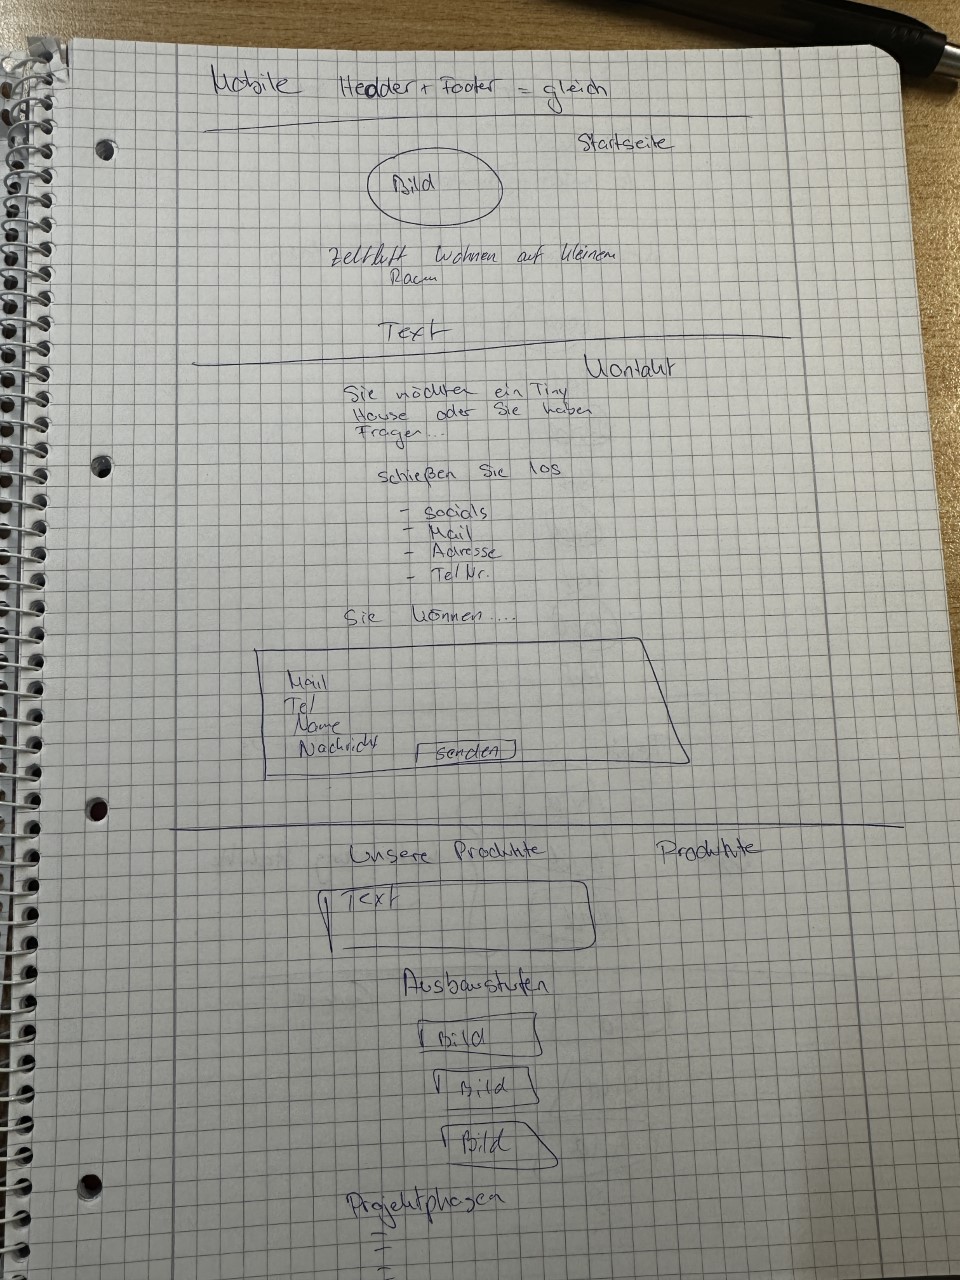 Mobile Hedder + Footer = gleich
Startseite
Bild
Wohnen auf kleinem
Raum
Text
Kontakt
Sie möchten ein Tiny
House oder Sie haben
Fragen...
schießen Sie los
- Socials
- Mail
- Adresse
- Tel Nr.
Sie können....
Mail
Tel
Name
Nachricht
senden
Unsere Produkte
Produkte
Text
Ausbaustufen
Bild
Bild
Bild
Projektphasen
-
-
-